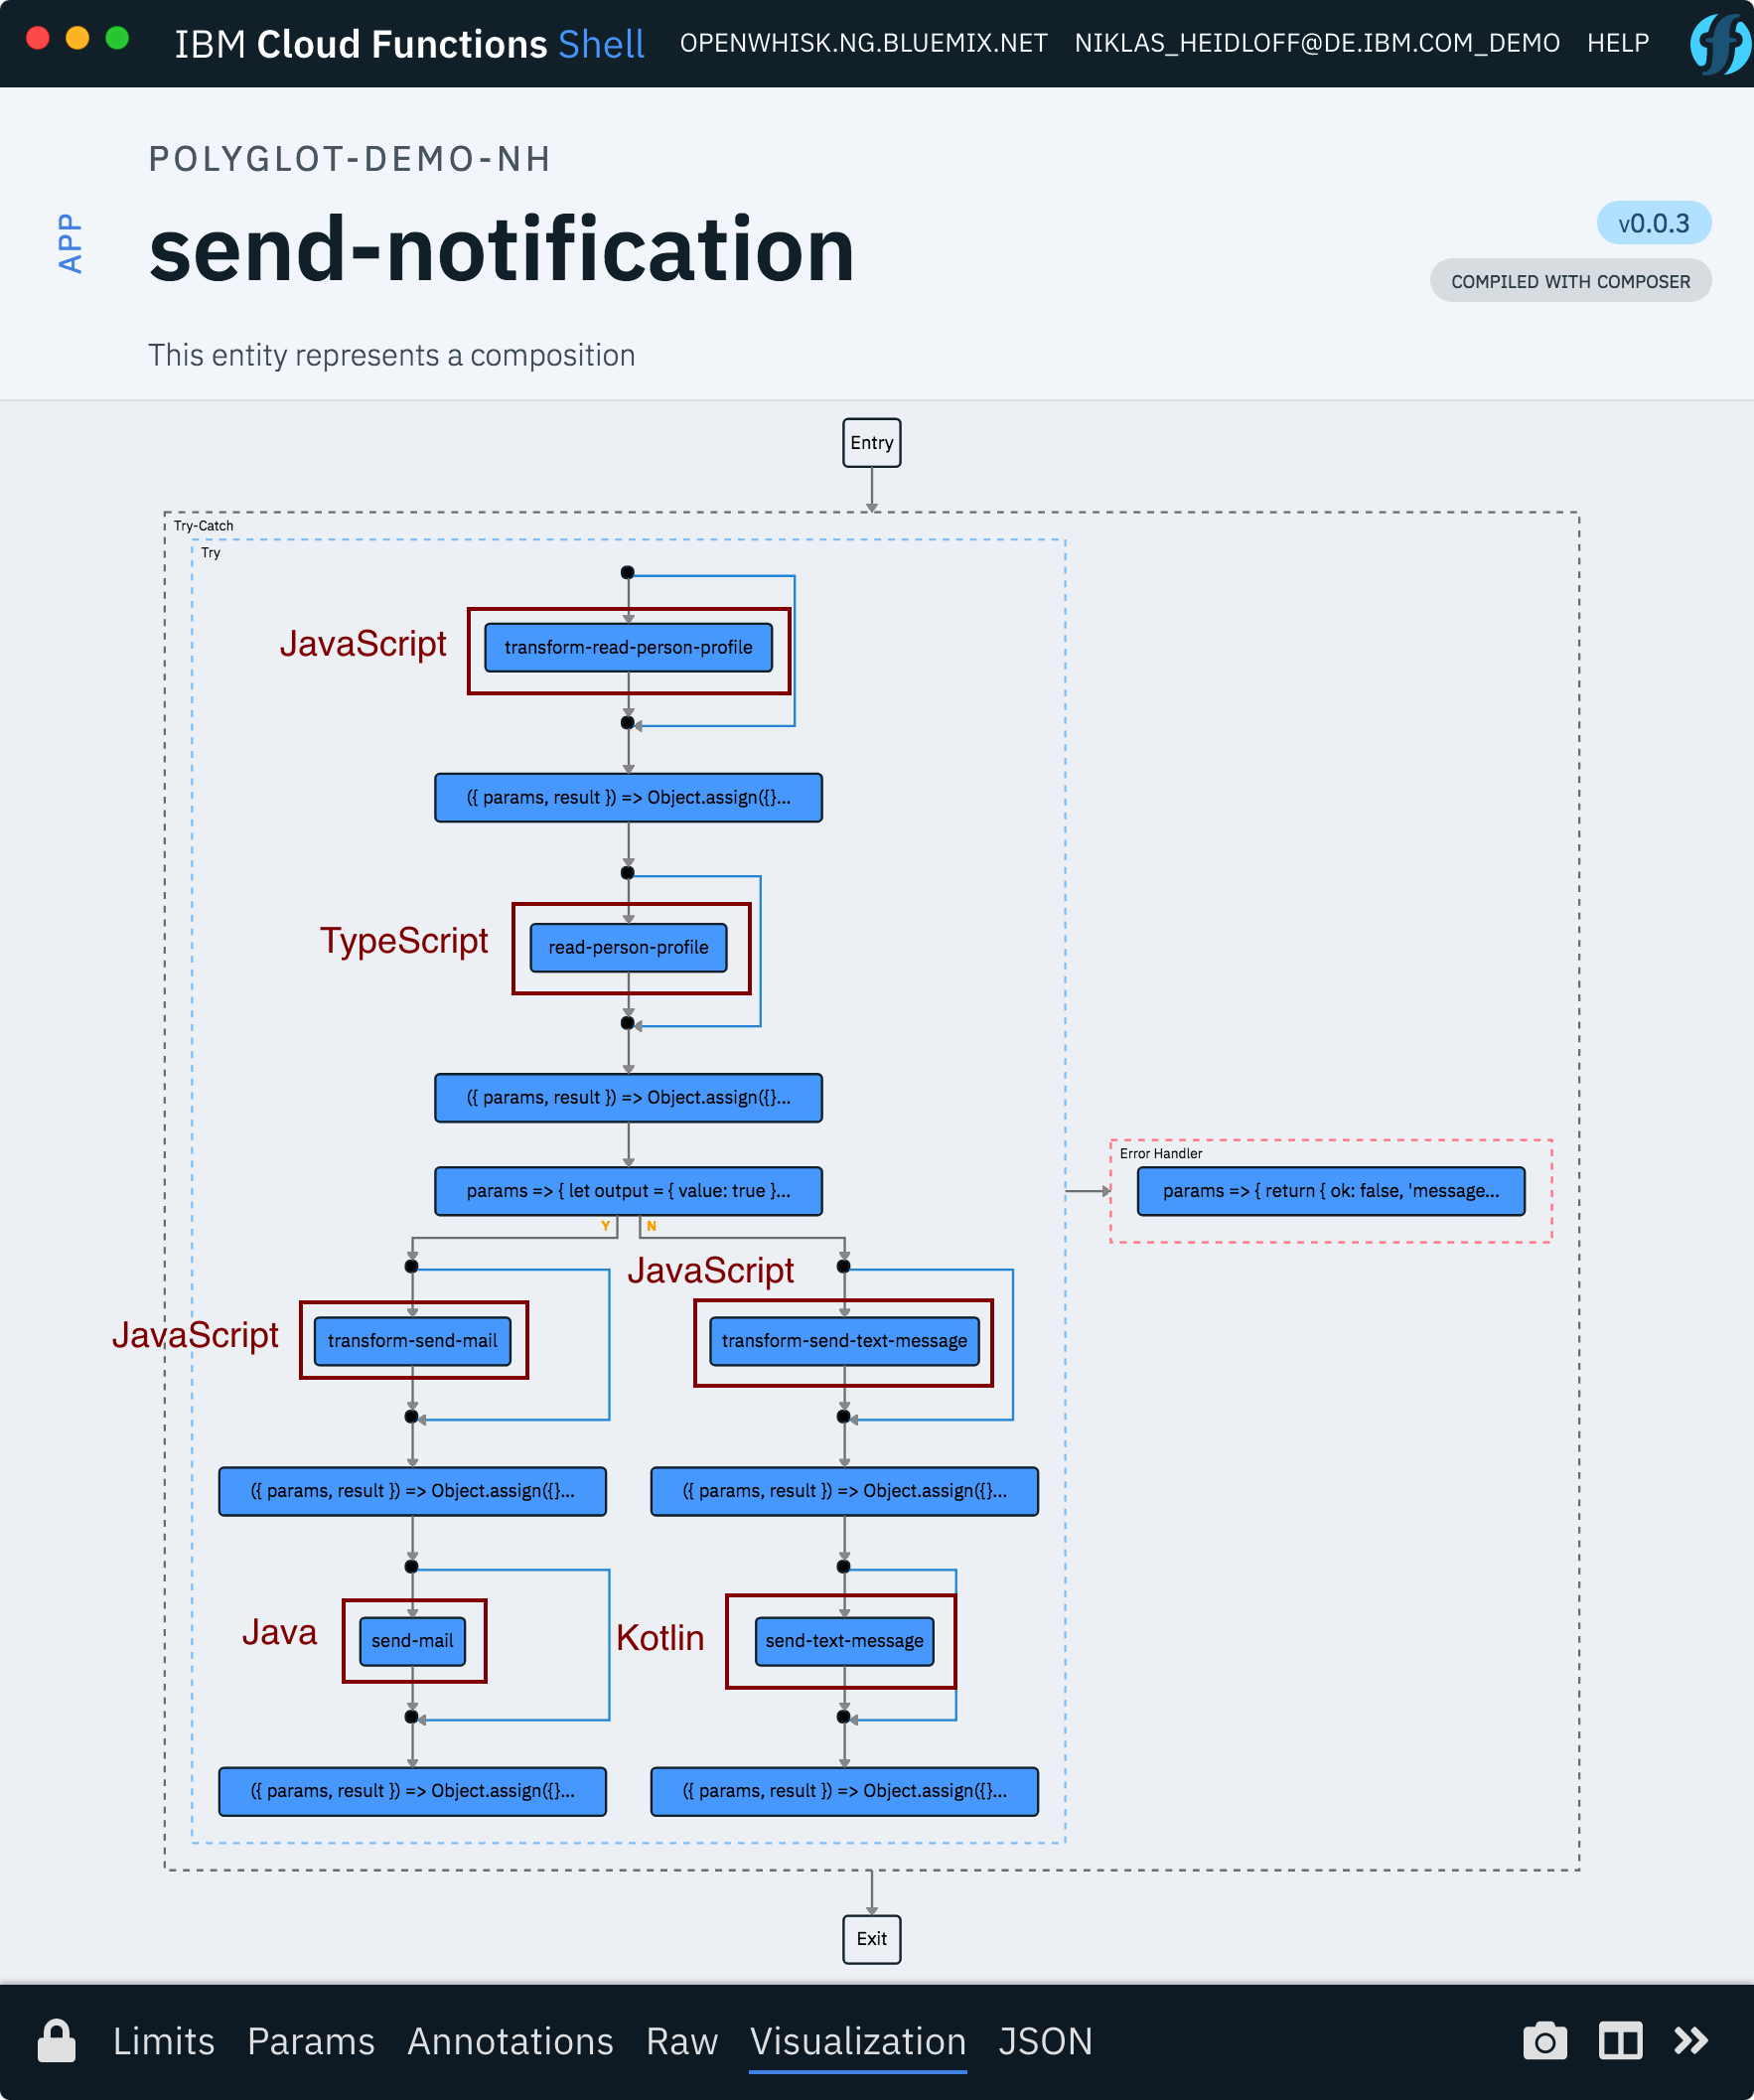 IBM Cloud Functions Shell OPENWHISK.NG.BLUEMIX.NET NIKLAS_HEIDLOFF@DE.IBM.COM_DEMO HELP
POLYGLOT-DEMO-NH
APP
send-notification
v0.0.3
COMPILED WITH COMPOSER
This entity represents a composition
Entry
Try-Catch
Try
JavaScript
transform-read-person-profile
({ params, result }) => Object.assign({}...
TypeScript
read-person-profile
({ params, result }) => Object.assign({}...
params => { let output = { value: true }...
Y N
Error Handler
params => { return { ok: false, 'message...
JavaScript
transform-send-mail
JavaScript
transform-send-text-message
({ params, result }) => Object.assign({}...
({ params, result }) => Object.assign({}...
Java
send-mail
Kotlin
send-text-message
({ params, result }) => Object.assign({}...
({ params, result }) => Object.assign({}...
Exit
Limits Params Annotations Raw Visualization JSON